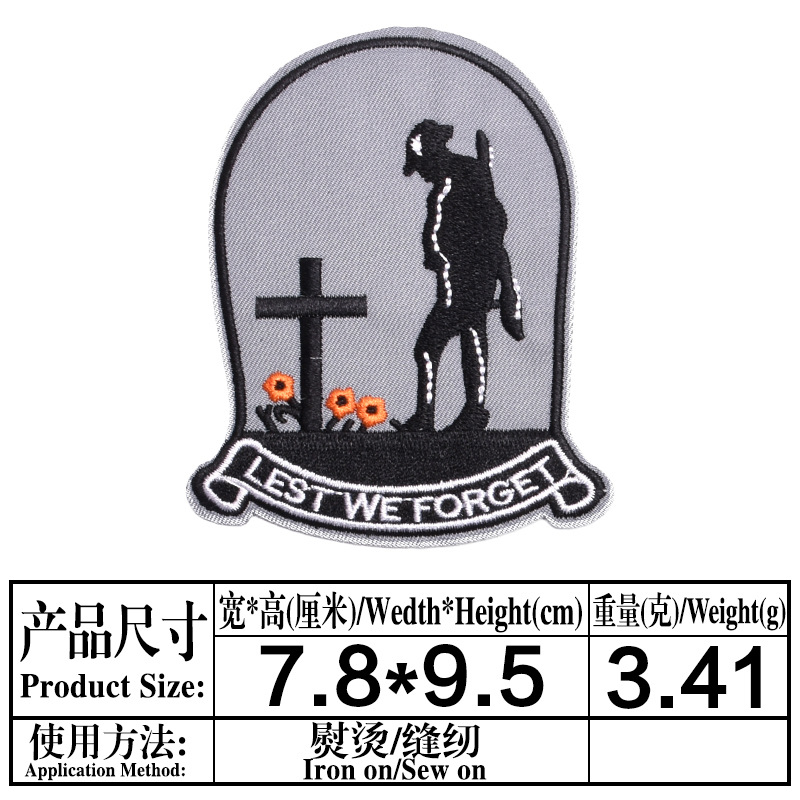 LEST WE FORGET
产品尺寸
Product Size:
宽*高(厘米)/Wedth*Height(cm)
7.8*9.5
重量(克)/Weight(g)
3.41
使用方法:
Application Method:
熨烫/缝纫
Iron on/Sew on